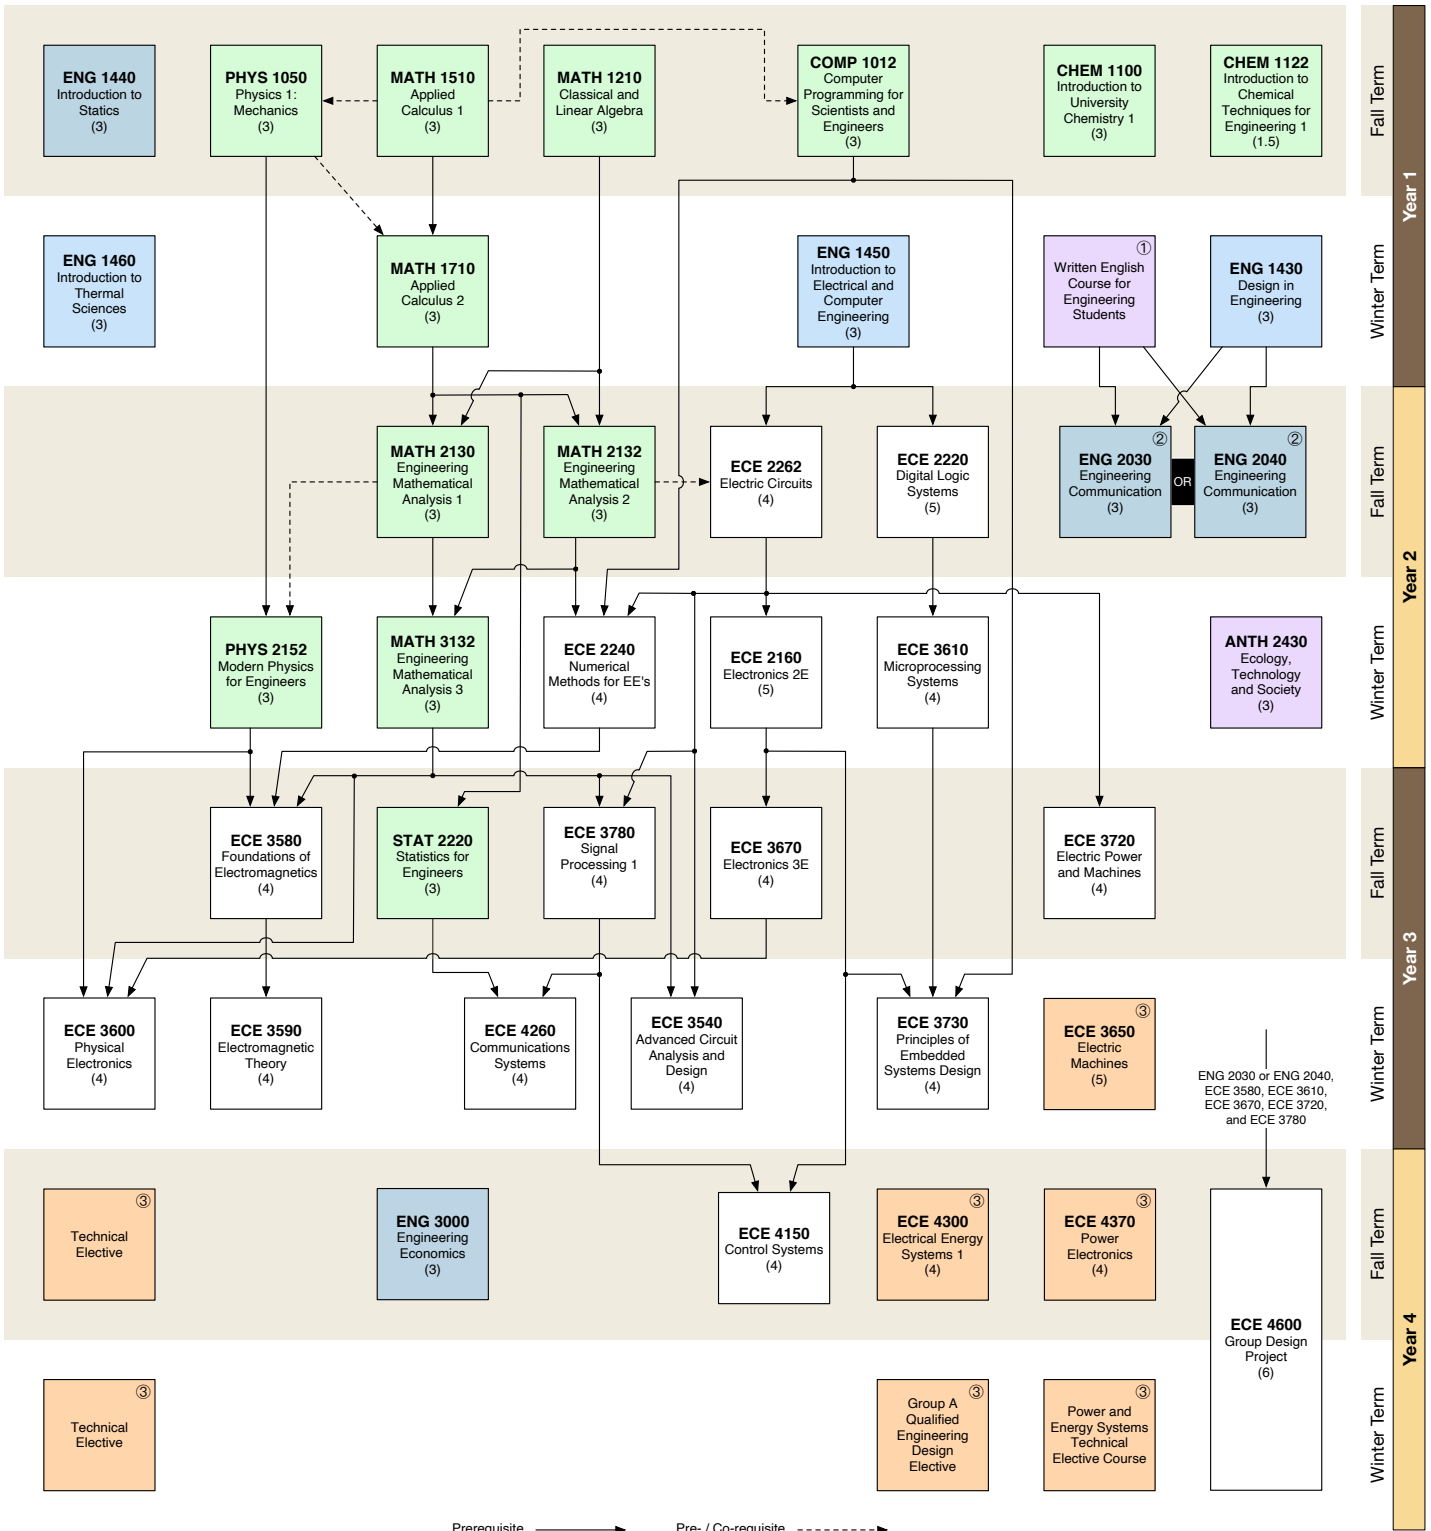 ENG 1440
Introduction to
Statics
(3)
PHYS 1050
Physics 1:
Mechanics
(3)
MATH 1510
Applied
Calculus 1
(3)
MATH 1210
Classical and
Linear Algebra
(3)
COMP 1012
Computer
Programming for
Scientists and
Engineers
(3)
CHEM 1100
Introduction to
University
Chemistry 1
(3)
CHEM 1122
Introduction to
Chemical
Techniques for
Engineering 1
(1.5)
Fall Term
Year 1
ENG 1460
Introduction to
Thermal
Sciences
(3)
MATH 1710
Applied
Calculus 2
(3)
ENG 1450
Introduction to
Electrical and
Computer
Engineering
(3)
①
Written English
Course for
Engineering
Students
ENG 1430
Design in
Engineering
(3)
Winter Term
MATH 2130
Engineering
Mathematical
Analysis 1
(3)
MATH 2132
Engineering
Mathematical
Analysis 2
(3)
ECE 2262
Electric Circuits
(4)
ECE 2220
Digital Logic
Systems
(5)
②
ENG 2030
Engineering
Communication
(3)
OR
②
ENG 2040
Engineering
Communication
(3)
Fall Term
Year 2
PHYS 2152
Modern Physics
for Engineers
(3)
MATH 3132
Engineering
Mathematical
Analysis 3
(3)
ECE 2240
Numerical
Methods for EE's
(4)
ECE 2160
Electronics 2E
(5)
ECE 3610
Microprocessing
Systems
(4)
ANTH 2430
Ecology,
Technology
and Society
(3)
Winter Term
ECE 3580
Foundations of
Electromagnetics
(4)
STAT 2220
Statistics for
Engineers
(3)
ECE 3780
Signal
Processing 1
(4)
ECE 3670
Electronics 3E
(4)
ECE 3720
Electric Power
and Machines
(4)
Fall Term
Year 3
ECE 3600
Physical
Electronics
(4)
ECE 3590
Electromagnetic
Theory
(4)
ECE 4260
Communications
Systems
(4)
ECE 3540
Advanced Circuit
Analysis and
Design
(4)
ECE 3730
Principles of
Embedded
Systems Design
(4)
③
ECE 3650
Electric
Machines
(5)
ENG 2030 or ENG 2040,
ECE 3580, ECE 3610,
ECE 3670, ECE 3720,
and ECE 3780
Winter Term
③
Technical
Elective
ENG 3000
Engineering
Economics
(3)
ECE 4150
Control Systems
(4)
③
ECE 4300
Electrical Energy
Systems 1
(4)
③
ECE 4370
Power
Electronics
(4)
ECE 4600
Group Design
Project
(6)
Fall Term
Year 4
③
Technical
Elective
③
Group A
Qualified
Engineering
Design
Elective
③
Power and
Energy Systems
Technical
Elective Course
Winter Term
Prerequisite
Pre- / Co-requisite